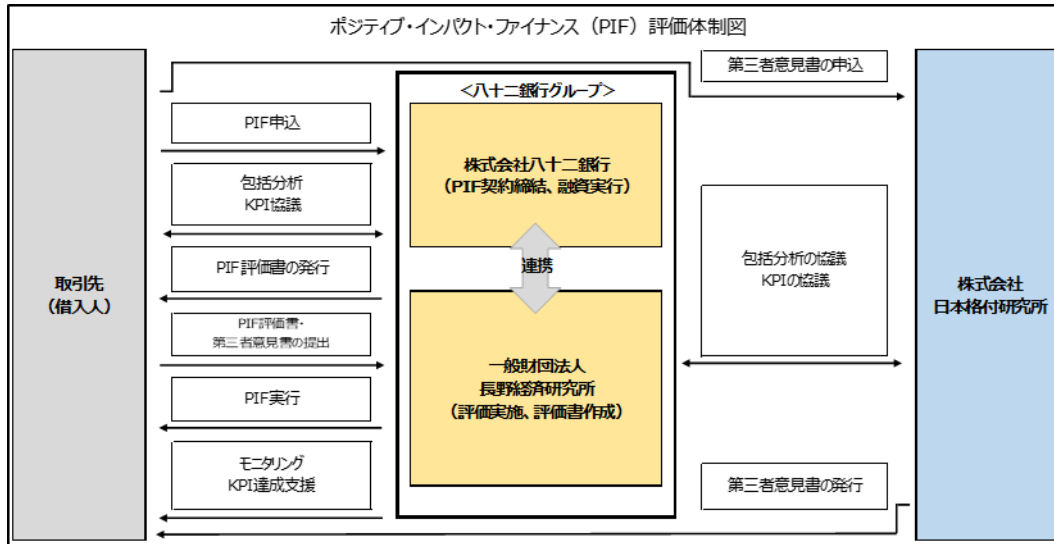 ポジティブ・インパクト・ファイナンス（PIF）評価体制図
取引先
（借入人）
PIF申込
包括分析
KPI協議
PIF評価書の発行
PIF評価書・
第三者意見書の提出
PIF実行
モニタリング
KPI達成支援
＜八十二銀行グループ＞
株式会社八十二銀行
（PIF契約締結、融資実行）
連携
一般財団法人
長野経済研究所
（評価実施、評価書作成）
第三者意見書の申込
包括分析の協議
KPIの協議
第三者意見書の発行
株式会社
日本格付研究所